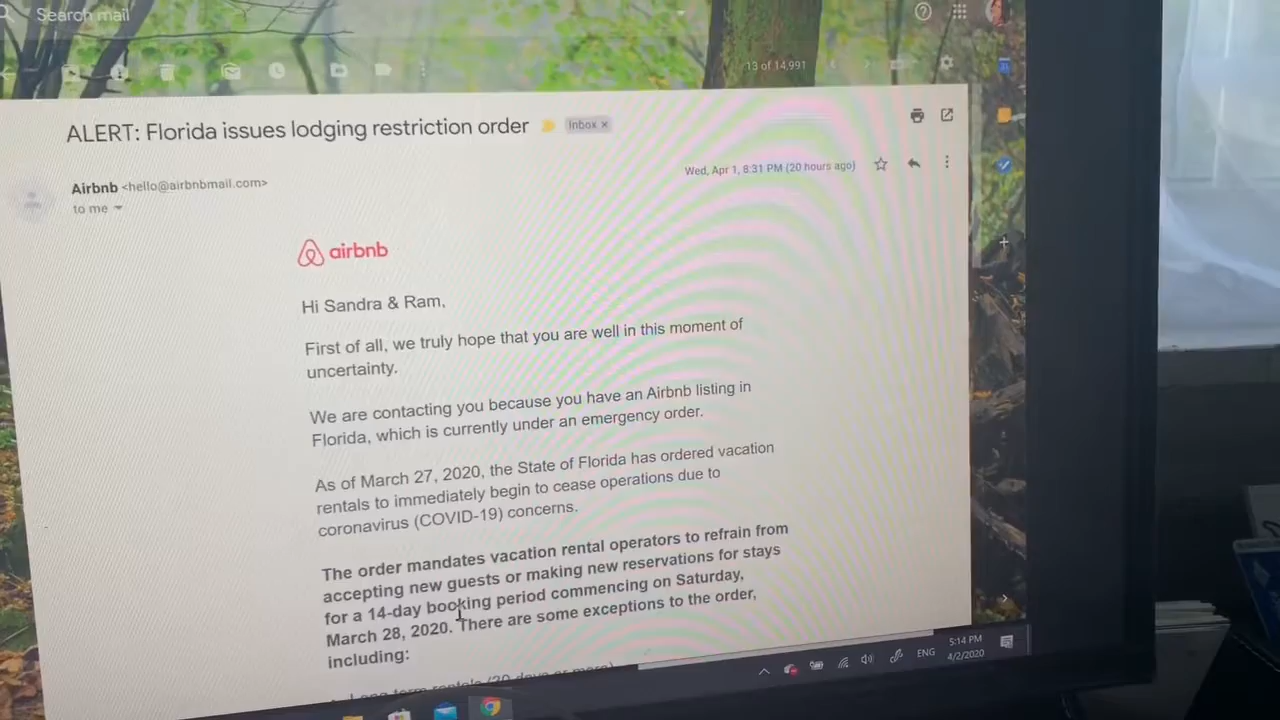 Search mail
13 of 14,991
ALERT: Florida issues lodging restriction order
Inbox ×
Airbnb <hello@airbnbmail.com>
Wed, Apr 1, 8:31 PM (20 hours ago)
to me
airbnb
Hi Sandra & Ram,
First of all, we truly hope that you are well in this moment of
uncertainty.
We are contacting you because you have an Airbnb listing in
Florida, which is currently under an emergency order.
As of March 27, 2020, the State of Florida has ordered vacation
rentals to immediately begin to cease operations due to
coronavirus (COVID-19) concerns.
The order mandates vacation rental operators to refrain from
accepting new guests or making new reservations for stays
for a 14-day booking period commencing on Saturday,
March 28, 2020. There are some exceptions to the order,
including:
Long term rentals (30 days or more)
ENG
5:14 PM
4/2/2020